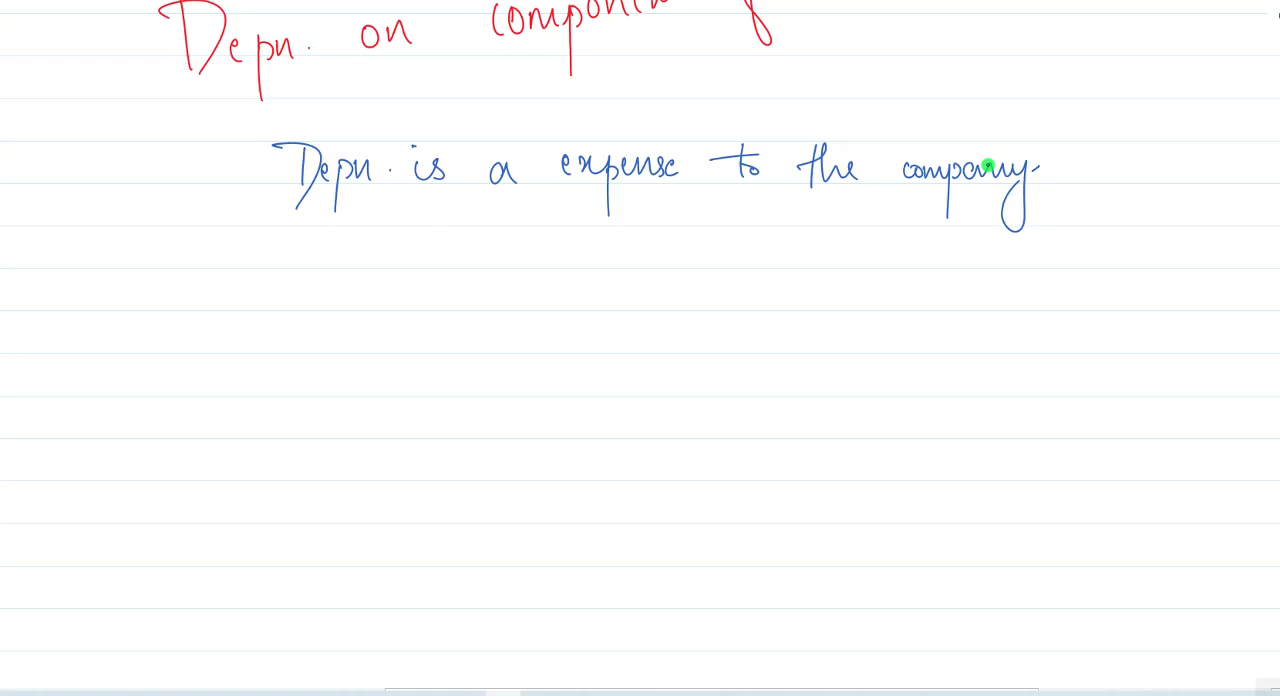 Depn. on
Depn. is a expense to the company.